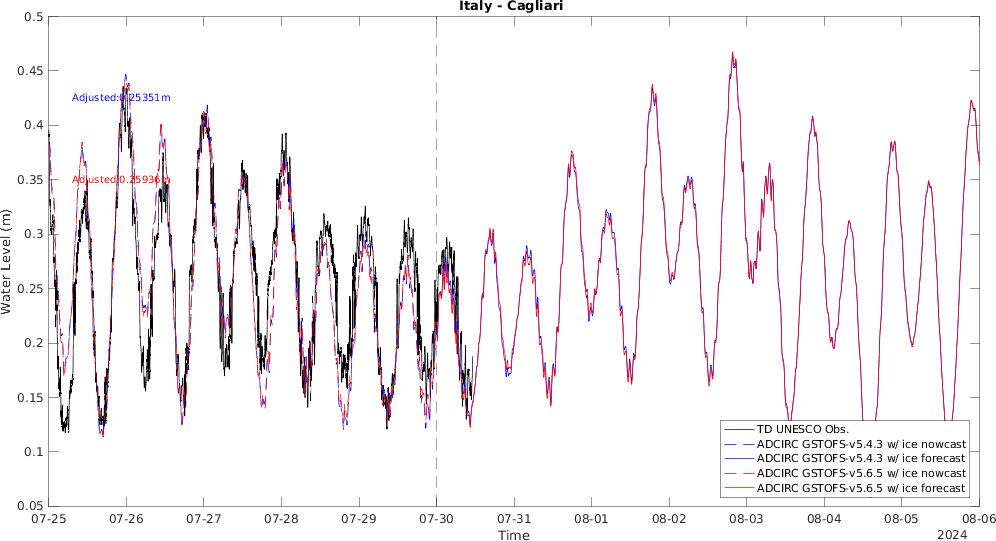 Italy - Cagliari
0.5
0.45
0.4
0.35
0.3
0.25
0.2
0.15
0.1
0.05
Water Level (m)
Adjusted:0.25351m
Adjusted:0.25936m
TD UNESCO Obs.
ADCIRC GSTOFS-v5.4.3 w/ ice nowcast
ADCIRC GSTOFS-v5.4.3 w/ ice forecast
ADCIRC GSTOFS-v5.6.5 w/ ice nowcast
ADCIRC GSTOFS-v5.6.5 w/ ice forecast
07-25 07-26 07-27 07-28 07-29 07-30 07-31 08-01 08-02 08-03 08-04 08-05 08-06
Time
2024